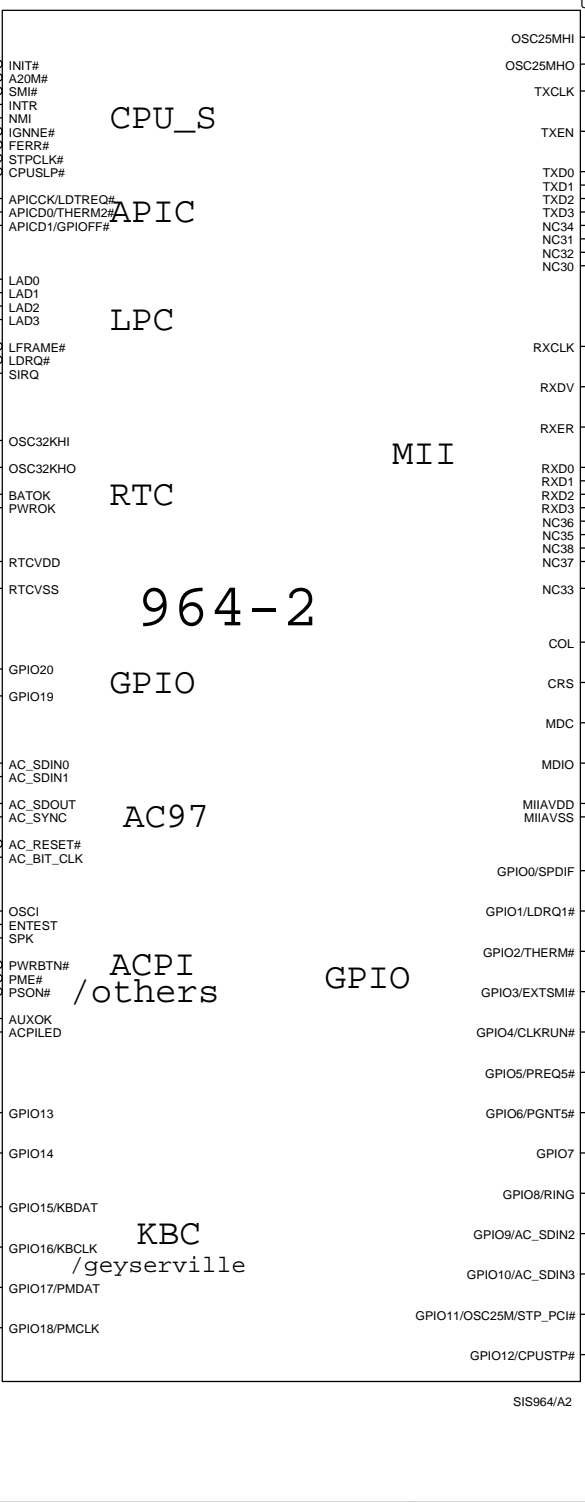 INIT#
A20M#
SMI#
INTR
NMI
IGNNE#
FERR#
STPCLK#
CPUSLP#
CPU_S
APICCK/LDTREQ#
APICD0/THERM2#
APICD1/GPIOFF#
APIC
LAD0
LAD1
LAD2
LAD3
LPC
LFRAME#
LDRQ#
SIRQ
OSC32KHI
OSC32KHO
BATOK
PWROK
RTC
RTCVDD
RTCVSS
964-2
GPIO20
GPIO19
GPIO
AC_SDIN0
AC_SDIN1
AC_SDOUT
AC_SYNC
AC97
AC_RESET#
AC_BIT_CLK
OSCI
ENTEST
SPK
PWRBTN#
PME#
PSON#
ACPI
/others
AUXOK
ACPILED
GPIO13
GPIO14
GPIO15/KBDAT
GPIO16/KBCLK
KBC
/geyserville
GPIO17/PMDAT
GPIO18/PMCLK
OSC25MHI
OSC25MHO
TXCLK
TXEN
TXD0
TXD1
TXD2
TXD3
NC34
NC31
NC32
NC30
RXCLK
RXDV
RXER
MII
RXD0
RXD1
RXD2
RXD3
NC36
NC35
NC38
NC37
NC33
COL
CRS
MDC
MDIO
MIIAVDD
MIIAVSS
GPIO0/SPDIF
GPIO1/LDRQ1#
GPIO2/THERM#
GPIO
GPIO3/EXTSMI#
GPIO4/CLKRUN#
GPIO5/PREQ5#
GPIO6/PGNT5#
GPIO7
GPIO8/RING
GPIO9/AC_SDIN2
GPIO10/AC_SDIN3
GPIO11/OSC25M/STP_PCI#
GPIO12/CPUSTP#
SIS964/A2